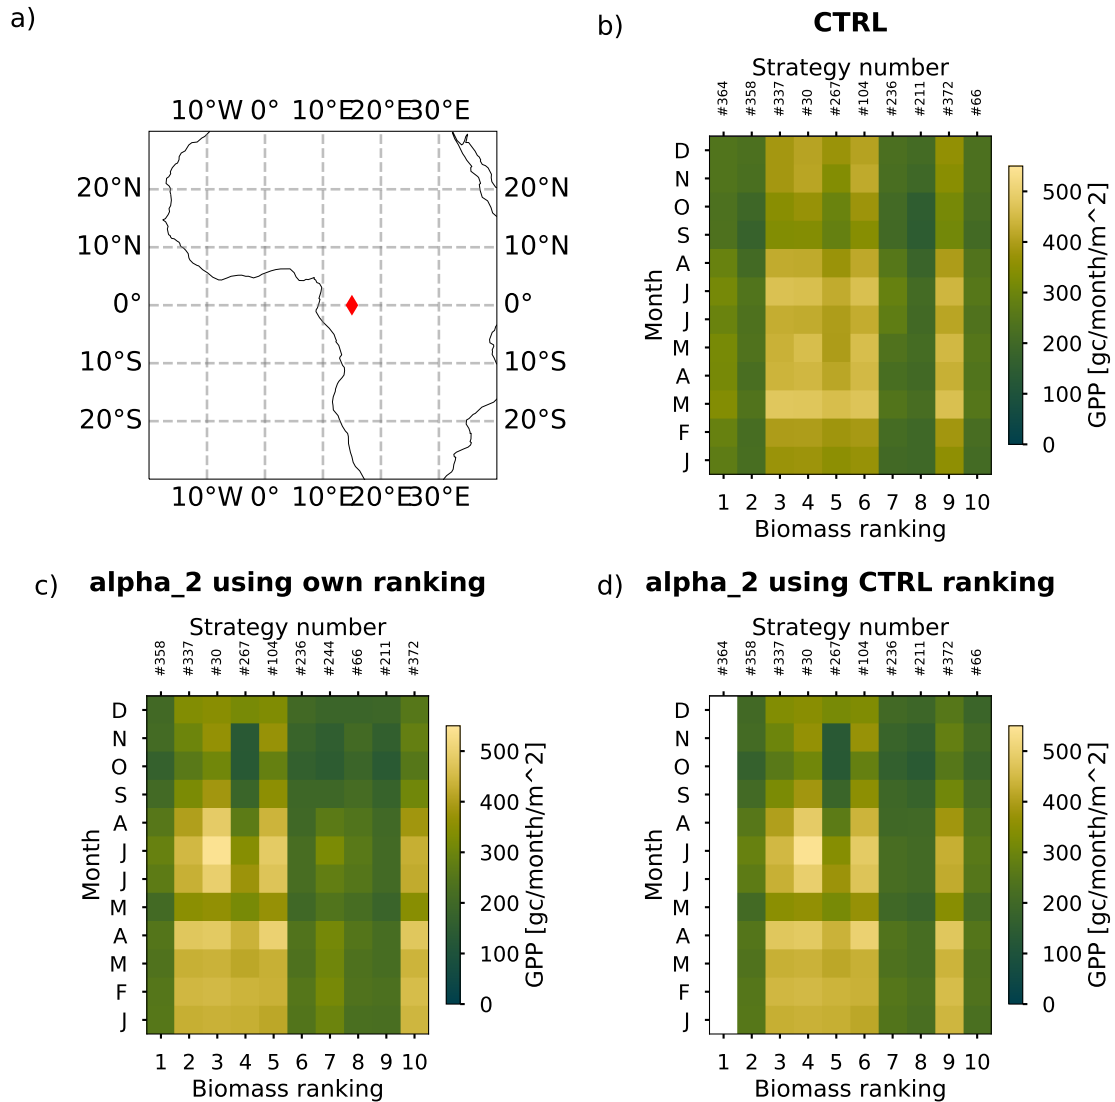 a)
10°W 0° 10°E20°E30°E
20°N 20°N
10°N 10°N
0° 0°
10°S 10°S
20°S 20°S
10°W 0° 10°E20°E30°E
b)
CTRL
Strategy number
#364 #358 #337 #30 #267 #104 #236 #211 #372 #66
Month
D
N
O
S
A
J
J
M
A
M
F
J
1 2 3 4 5 6 7 8 9 10
Biomass ranking
500
400
300
200
100
0
GPP [gc/month/m^2]
c)
alpha_2 using own ranking
Strategy number
#358 #337 #30 #267 #104 #236 #244 #66 #211 #372
Month
D
N
O
S
A
J
J
M
A
M
F
J
1 2 3 4 5 6 7 8 9 10
Biomass ranking
500
400
300
200
100
0
GPP [gc/month/m^2]
d)
alpha_2 using CTRL ranking
Strategy number
#364 #358 #337 #30 #267 #104 #236 #211 #372 #66
Month
D
N
O
S
A
J
J
M
A
M
F
J
1 2 3 4 5 6 7 8 9 10
Biomass ranking
500
400
300
200
100
0
GPP [gc/month/m^2]